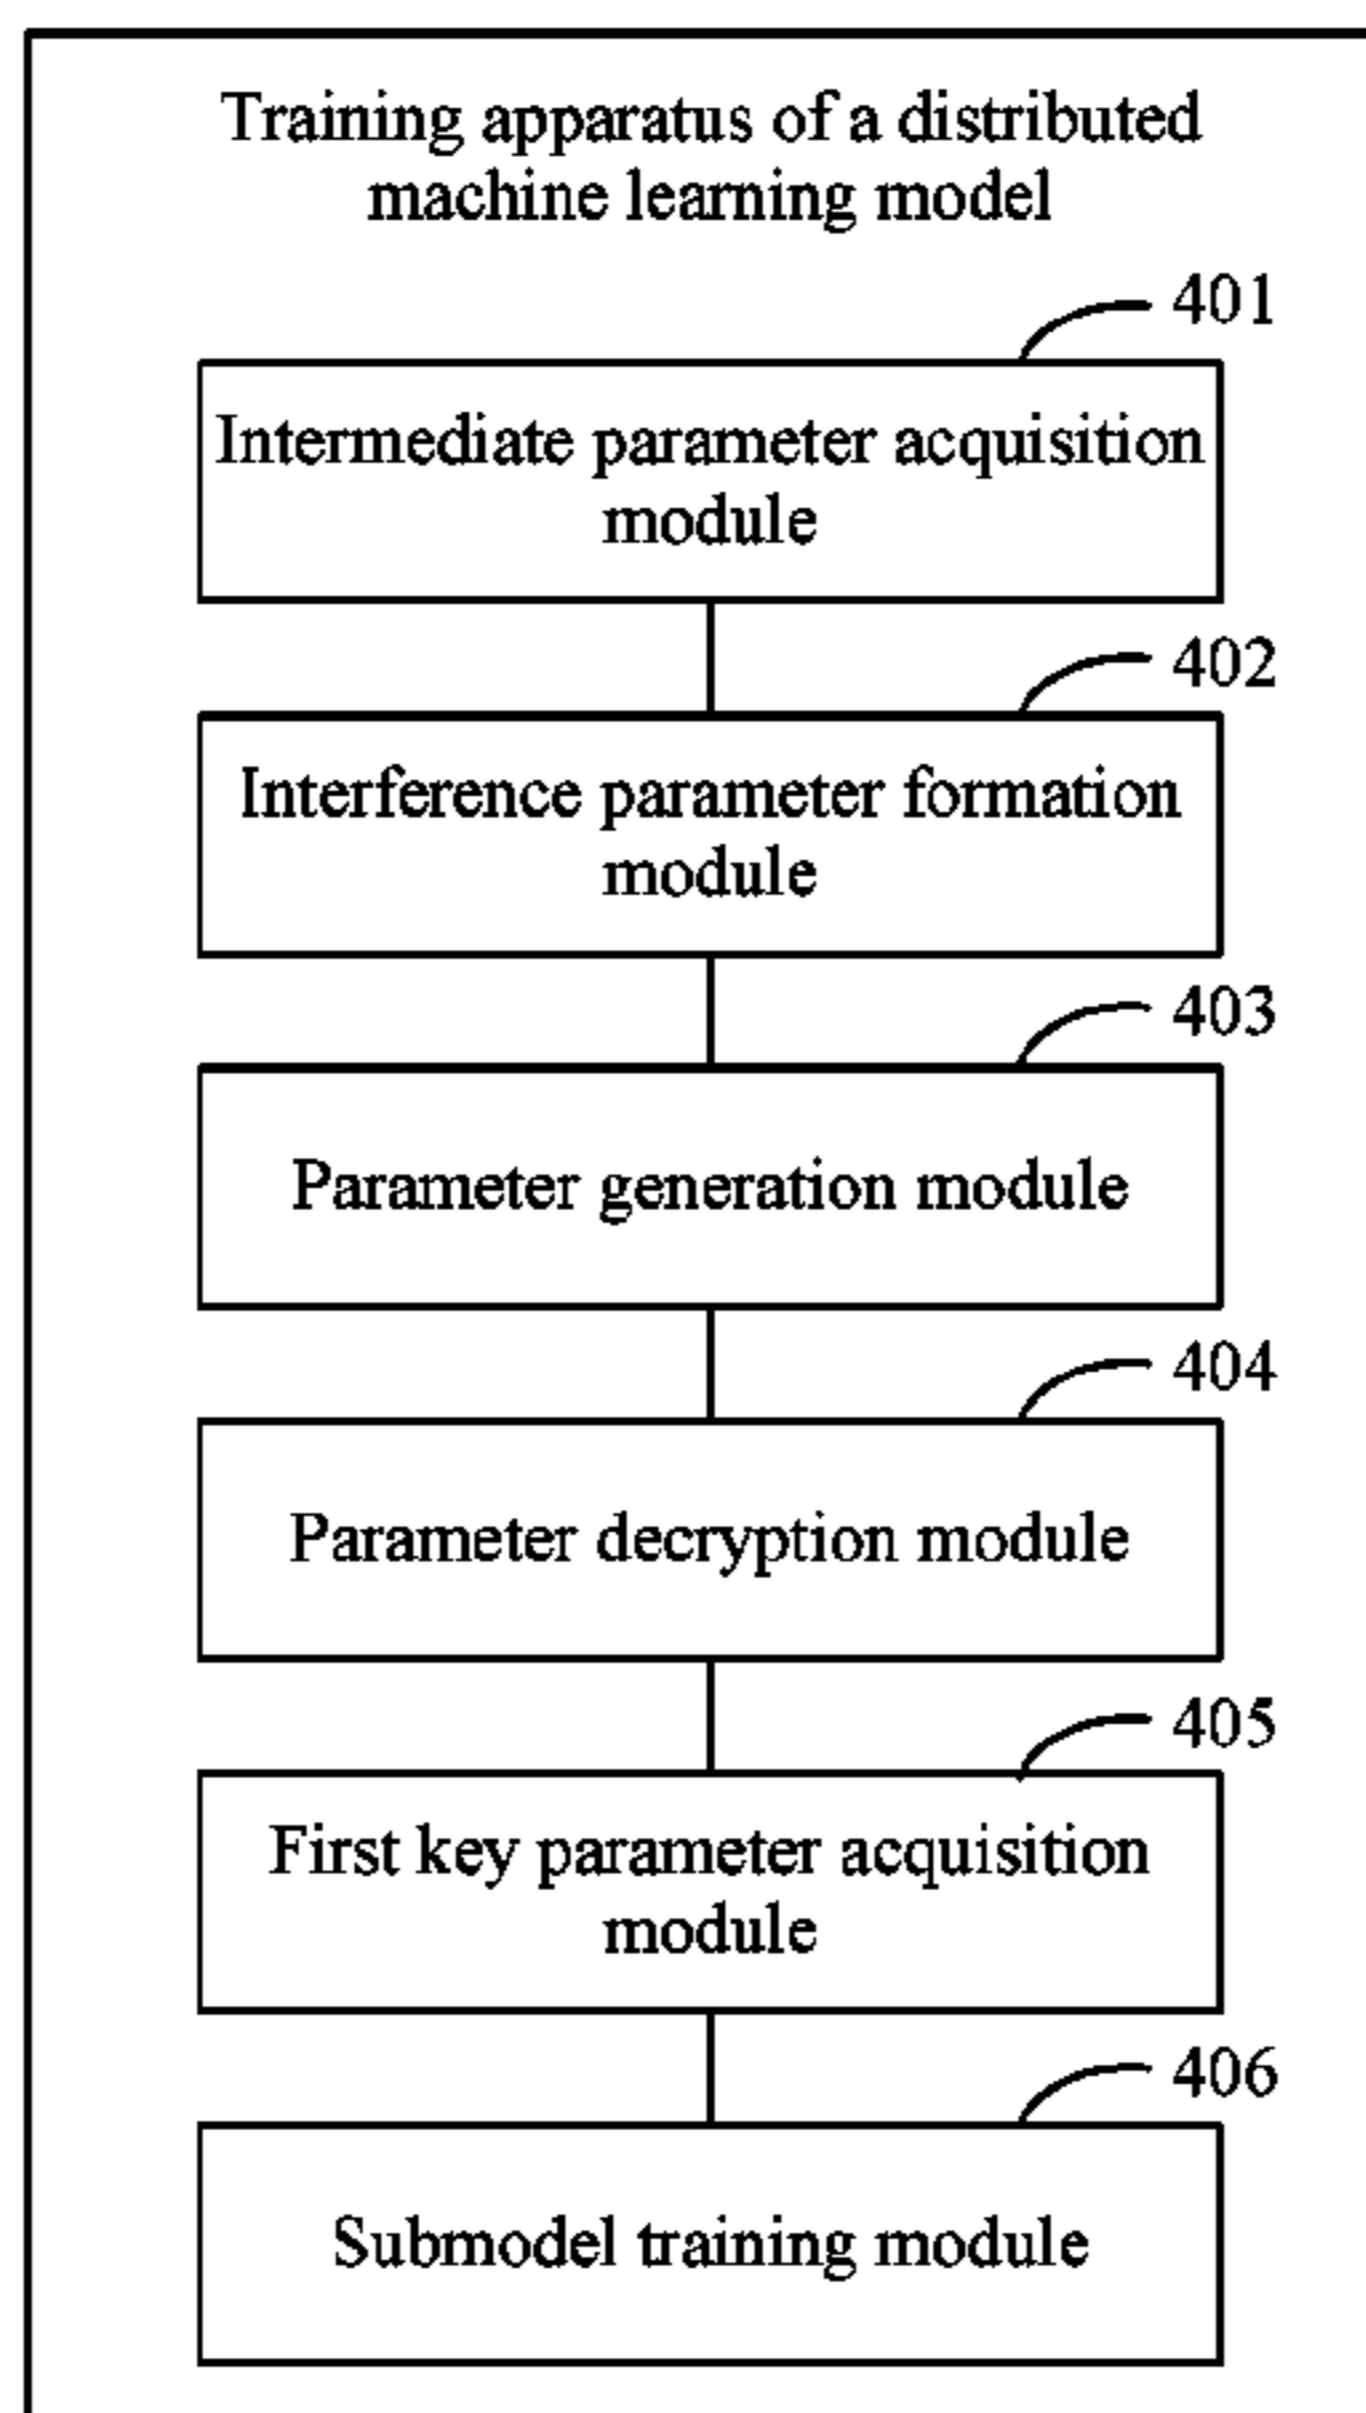 Training apparatus of a distributed
machine learning model
401
Intermediate parameter acquisition
module
402
Interference parameter formation
module
403
Parameter generation module
404
Parameter decryption module
405
First key parameter acquisition
module
406
Submodel training module